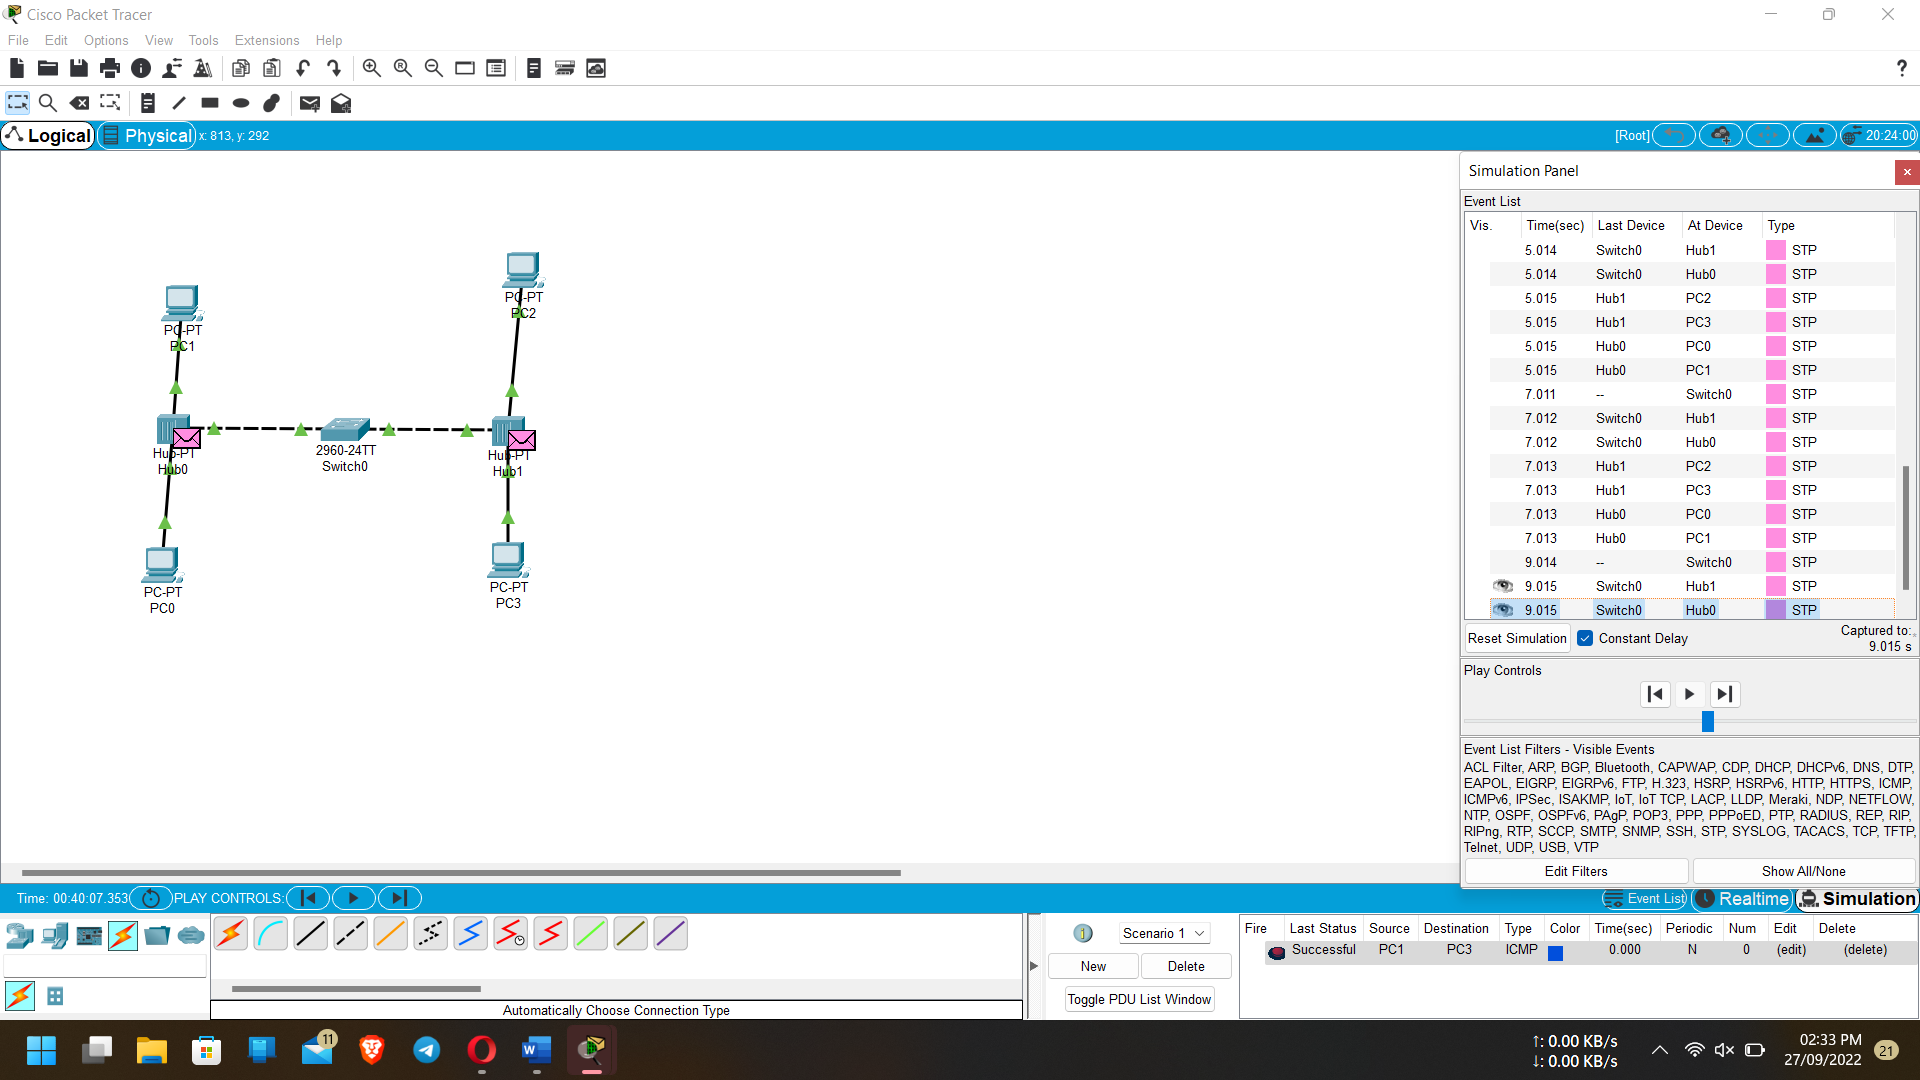 Cisco Packet Tracer
File Edit Options View Tools Extensions Help
Logical Physical x: 813, y: 292 [Root] 20:24:00
Simulation Panel
Event List
Vis. Time(sec) Last Device At Device Type
5.014 Switch0 Hub1 STP
5.014 Switch0 Hub0 STP
5.015 Hub1 PC2 STP
5.015 Hub1 PC3 STP
5.015 Hub0 PC0 STP
5.015 Hub0 PC1 STP
7.011 -- Switch0 STP
7.012 Switch0 Hub1 STP
7.012 Switch0 Hub0 STP
7.013 Hub1 PC2 STP
7.013 Hub1 PC3 STP
7.013 Hub0 PC0 STP
7.013 Hub0 PC1 STP
9.014 -- Switch0 STP
9.015 Switch0 Hub1 STP
9.015 Switch0 Hub0 STP
Reset Simulation Constant Delay Captured to:
9.015 s
Play Controls
Event List Filters - Visible Events
ACL Filter, ARP, BGP, Bluetooth, CAPWAP, CDP, DHCP, DHCPv6, DNS, DTP,
EAPOL, EIGRP, EIGRPv6, FTP, H.323, HSRP, HSRPv6, HTTP, HTTPS, ICMP,
ICMPv6, IPSec, ISAKMP, IoT, IoT TCP, LACP, LLDP, Meraki, NDP, NETFLOW,
NTP, OSPF, OSPFv6, PAgP, POP3, PPP, PPPoED, PTP, RADIUS, REP, RIP,
RIPng, RTP, SCCP, SMTP, SNMP, SSH, STP, SYSLOG, TACACS, TCP, TFTP,
Telnet, UDP, USB, VTP
Edit Filters Show All/None
PC-PT
PC1
PC-PT
PC2
Hub-PT
Hub0
2960-24TT
Switch0
Hub-PT
Hub1
PC-PT
PC0
PC-PT
PC3
Time: 00:40:07.353 PLAY CONTROLS: Event List Realtime Simulation
Automatically Choose Connection Type
Scenario 1
New Delete
Toggle PDU List Window
Fire Last Status Source Destination Type Color Time(sec) Periodic Num Edit Delete
Successful PC1 PC3 ICMP 0.000 N 0 (edit) (delete)
11
↑: 0.00 KB/s
↓: 0.00 KB/s
02:33 PM
27/09/2022
21